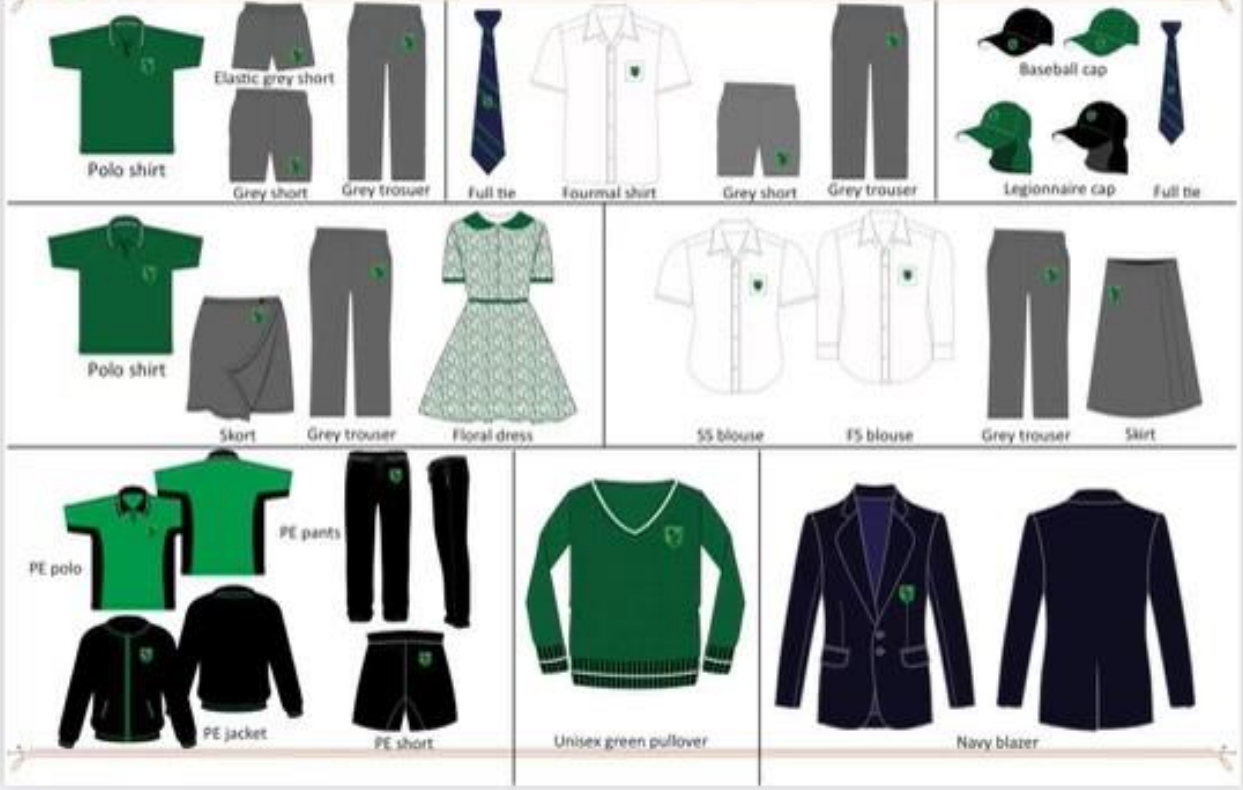 Polo shirt
Elastic grey short
Grey short
Grey trosuer
Full tie
Fourmal shirt
Grey short
Grey trouser
Baseball cap
Legionnaire cap
Full tie
Polo shirt
Skort
Grey trouser
Floral dress
SS blouse
FS blouse
Grey trouser
Skirt
PE polo
PE pants
PE jacket
PE short
Unisex green pullover
Navy blazer